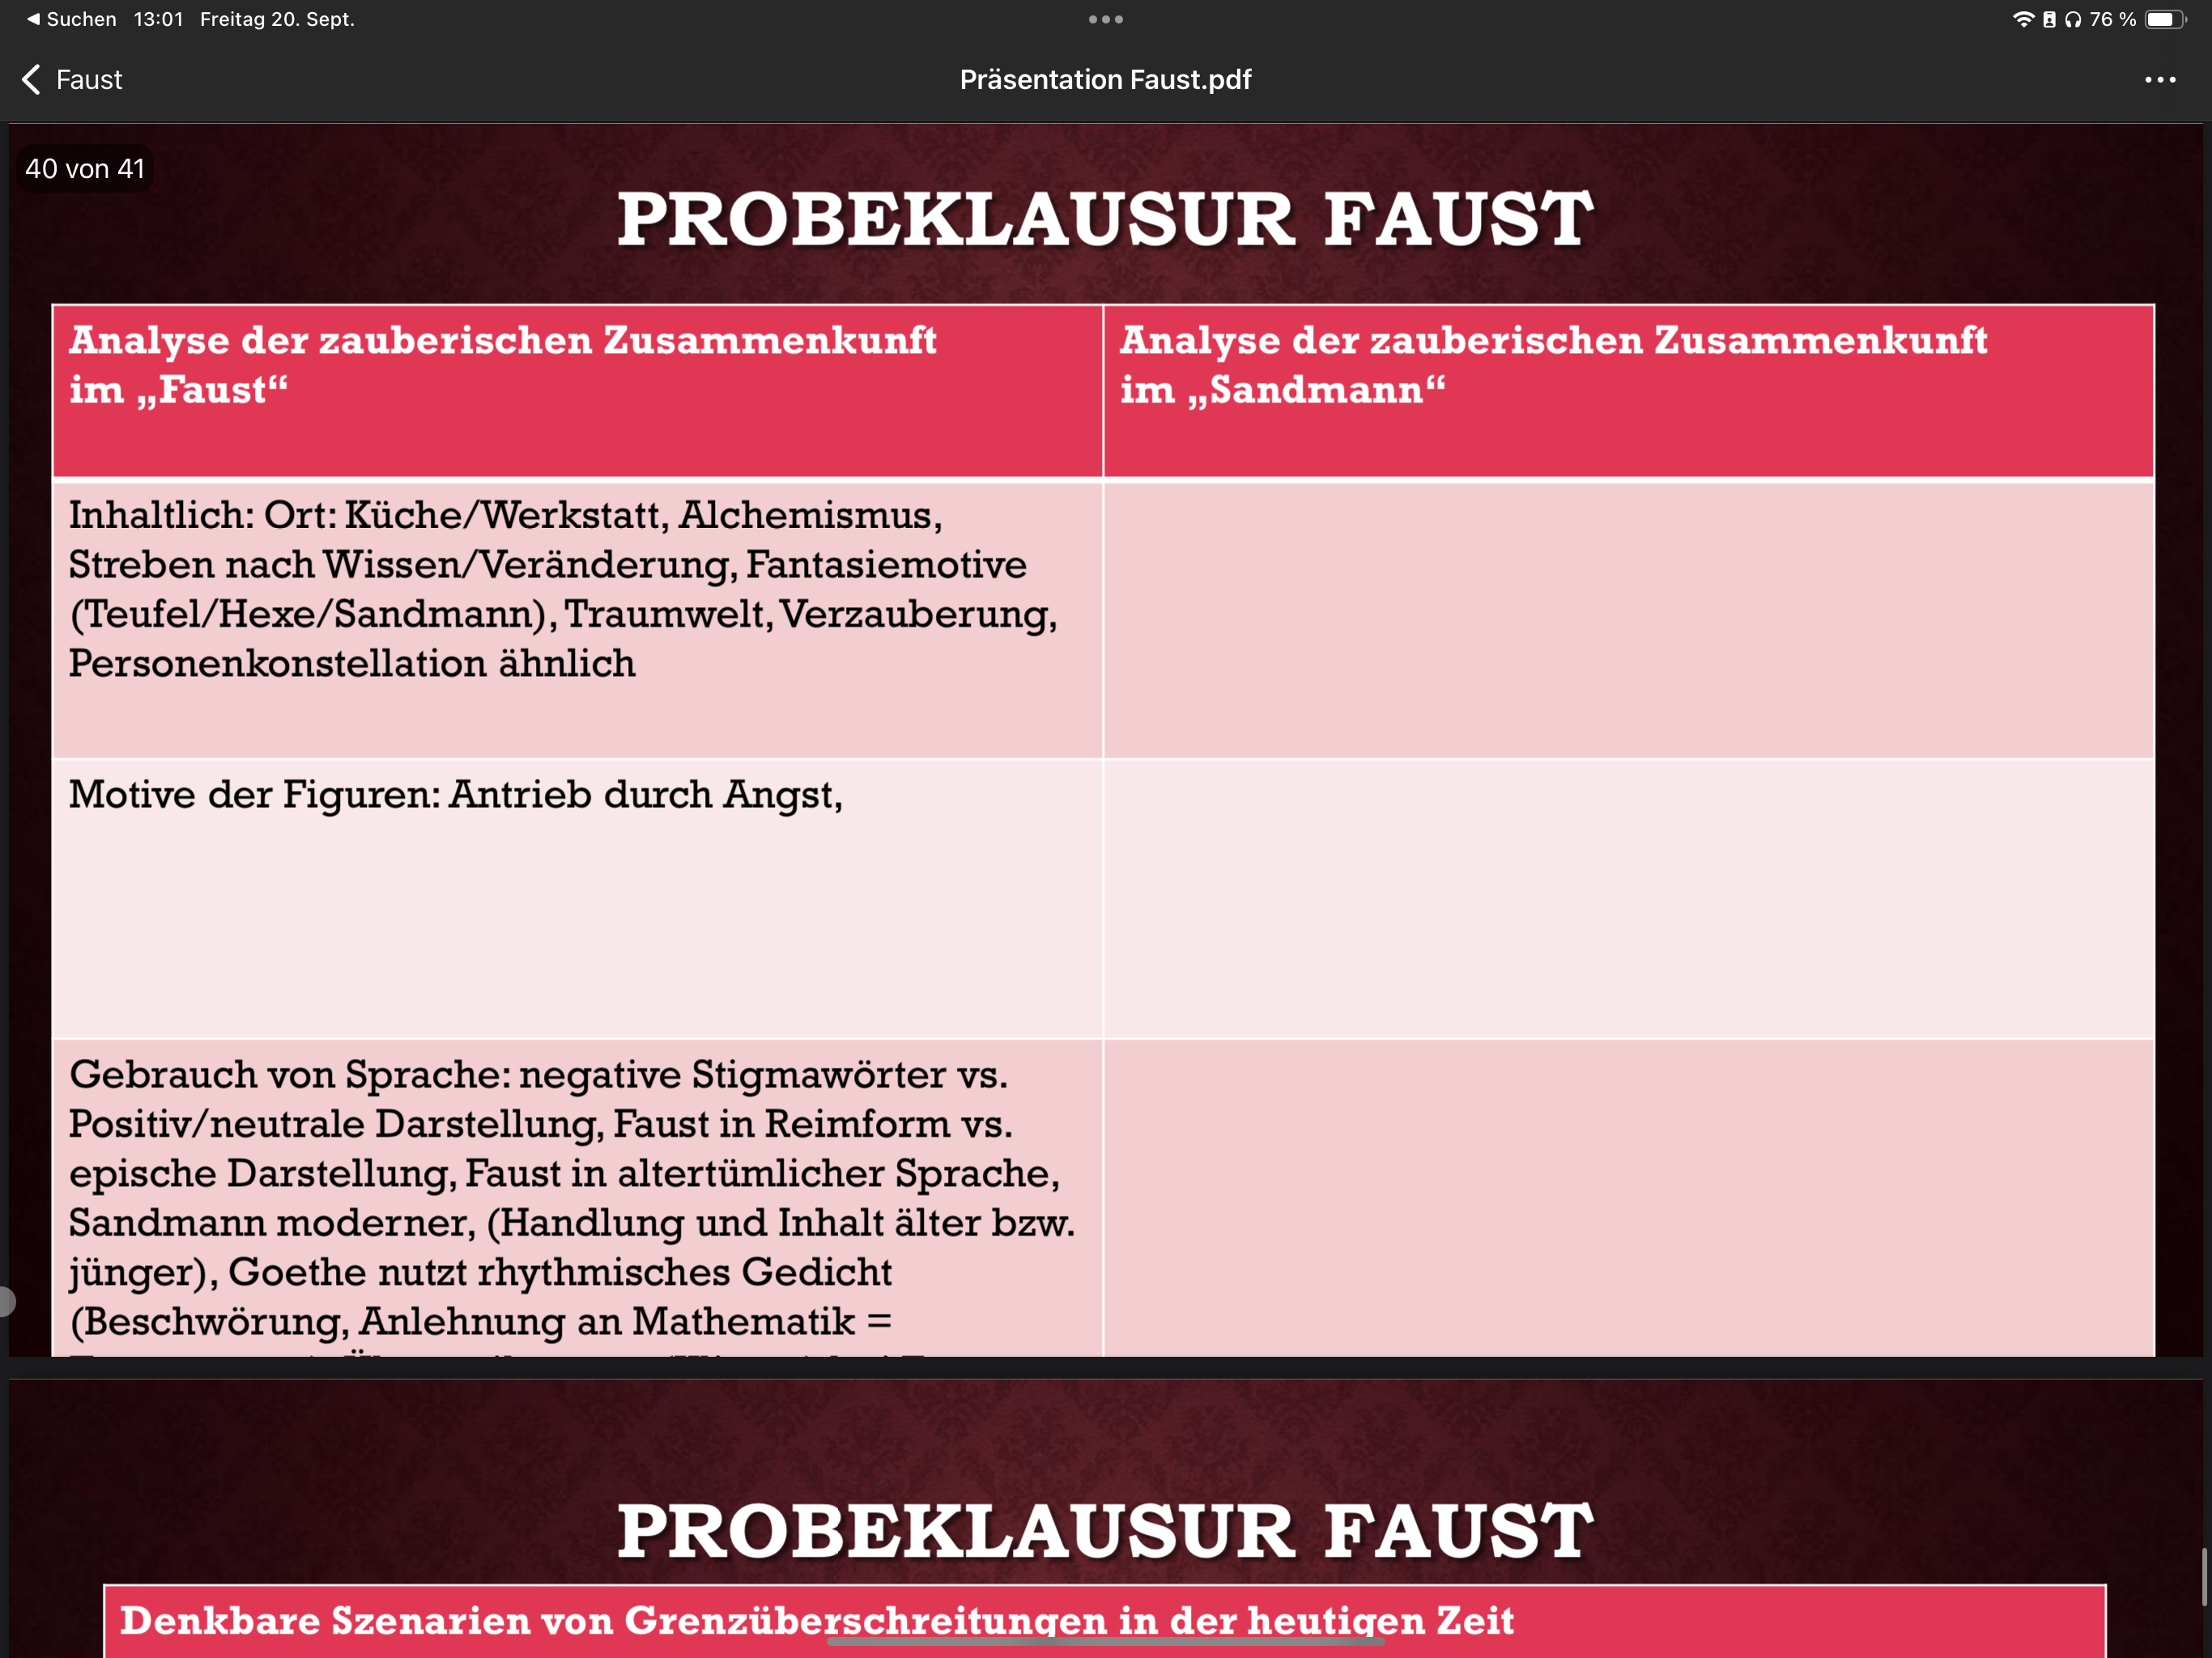 Suchen 13:01 Freitag 20. Sept.
76 %
Faust
Präsentation Faust.pdf
40 von 41
PROBEKLAUSUR FAUST
Analyse der zauberischen Zusammenkunft
im „Faust“
Analyse der zauberischen Zusammenkunft
im „Sandmann“
Inhaltlich: Ort: Küche/Werkstatt, Alchemismus,
Streben nach Wissen/Veränderung, Fantasiemotive
(Teufel/Hexe/Sandmann), Traumwelt, Verzauberung,
Personenkonstellation ähnlich
Motive der Figuren: Antrieb durch Angst,
Gebrauch von Sprache: negative Stigmawörter vs.
Positiv/neutrale Darstellung, Faust in Reimform vs.
epische Darstellung, Faust in altertümlicher Sprache,
Sandmann moderner, (Handlung und Inhalt älter bzw.
jünger), Goethe nutzt rhythmisches Gedicht
(Beschwörung, Anlehnung an Mathematik =
PROBEKLAUSUR FAUST
Denkbare Szenarien von Grenzüberschreitungen in der heutigen Zeit